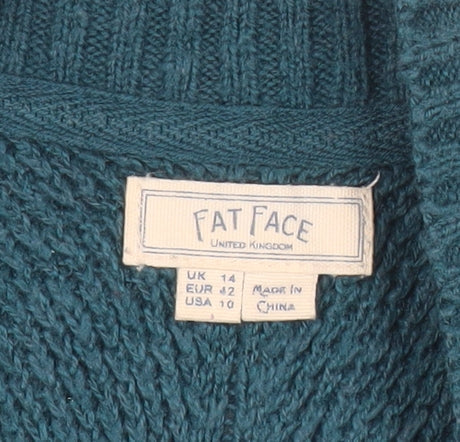 FAT FACE
UNITED KINGDOM
UK 14
EUR 42
USA 10
MADE IN
CHINA